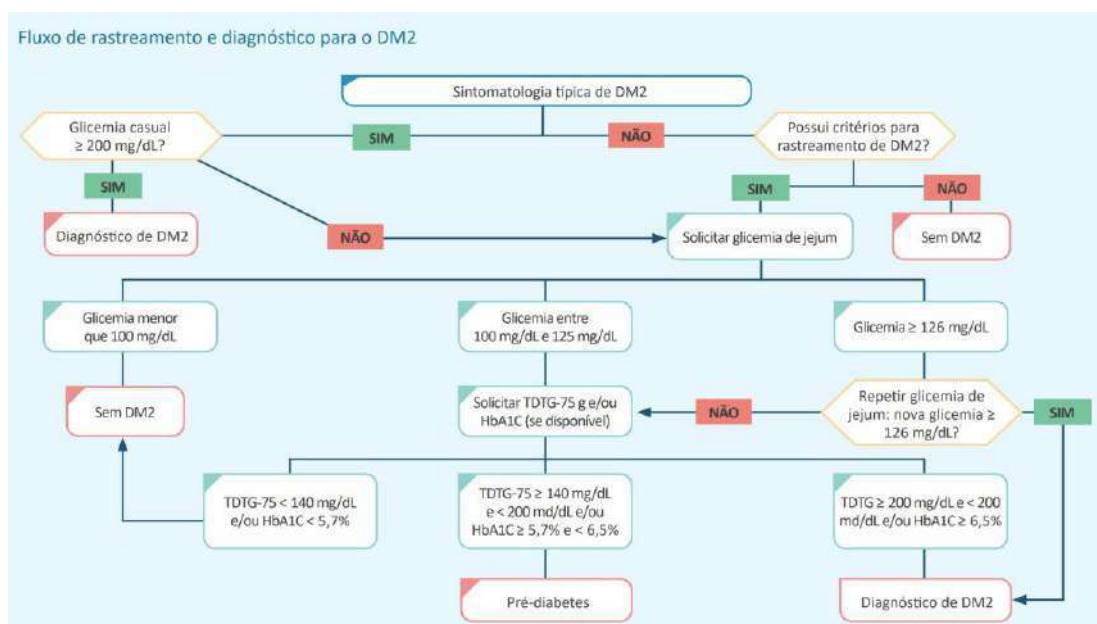 Fluxo de rastreamento e diagnóstico para o DM2
Sintomatologia típica de DM2
Glicemia casual
≥ 200 mg/dL?
SIM
NÃO
Possui critérios para
rastreamento de DM2?
SIM
SIM
NÃO
Diagnóstico de DM2
NÃO
Solicitar glicemia de jejum
Sem DM2
Glicemia menor
que 100 mg/dL
Glicemia entre
100 mg/dL e 125 mg/dL
Glicemia ≥ 126 mg/dL
Sem DM2
Solicitar TDTG-75 g e/ou
HbA1C (se disponível)
NÃO
Repetir glicemia de
jejum: nova glicemia ≥
126 mg/dL?
SIM
TDTG-75 < 140 mg/dL
e/ou HbA1C < 5,7%
TDTG-75 ≥ 140 mg/dL
e < 200 md/dL e/ou
HbA1C ≥ 5,7% e < 6,5%
TDTG ≥ 200 mg/dL e < 200
md/dL e/ou HbA1C ≥ 6,5%
Pré-diabetes
Diagnóstico de DM2